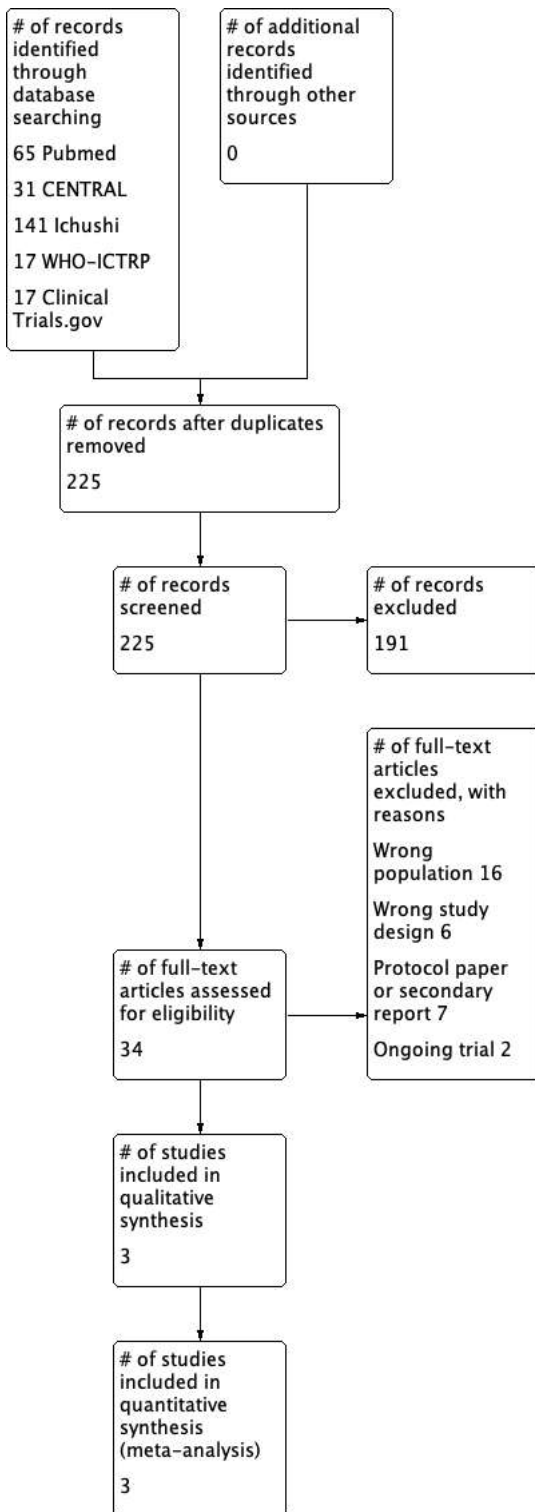 # of records
identified
through
database
searching
65 Pubmed
31 CENTRAL
141 Ichushi
17 WHO-ICTRP
17 Clinical
Trials.gov
# of additional
records
identified
through other
sources
0
# of records after duplicates
removed
225
# of records
screened
225
# of records
excluded
191
# of full-text
articles assessed
for eligibility
34
# of full-text
articles
excluded, with
reasons
Wrong
population 16
Wrong study
design 6
Protocol paper
or secondary
report 7
Ongoing trial 2
# of studies
included in
qualitative
synthesis
3
# of studies
included in
quantitative
synthesis
(meta-analysis)
3